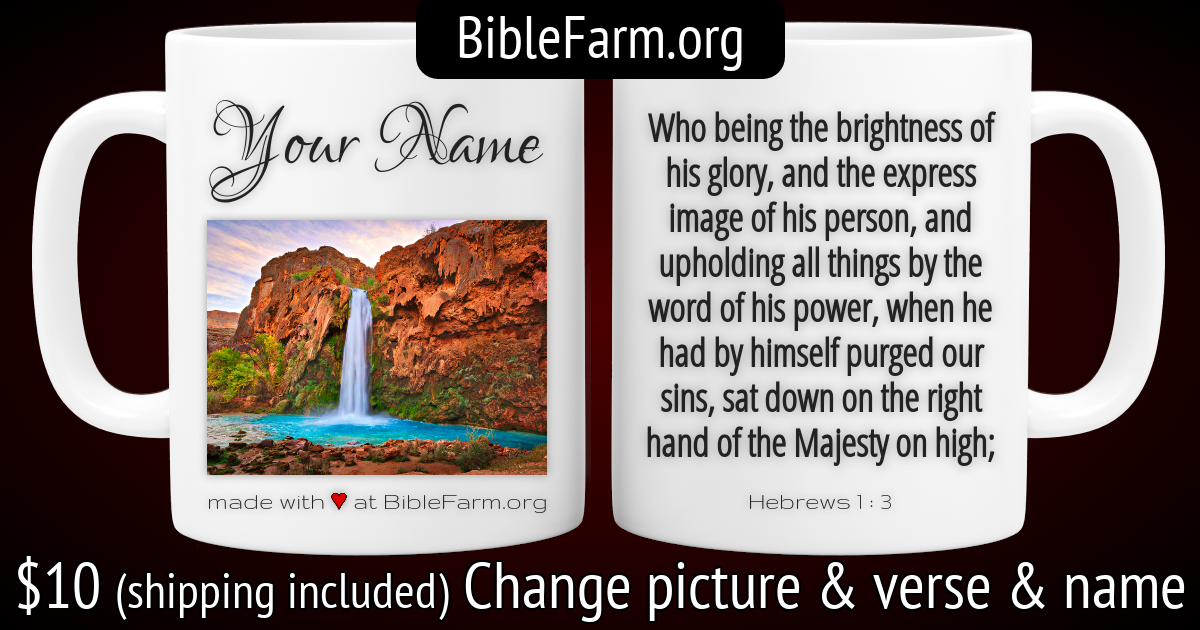 BibleFarm.org
Your Name
made with ♥ at BibleFarm.org
Who being the brightness of
his glory, and the express
image of his person, and
upholding all things by the
word of his power, when he
had by himself purged our
sins, sat down on the right
hand of the Majesty on high;
Hebrews 1 : 3
$10 (shipping included) Change picture & verse & name